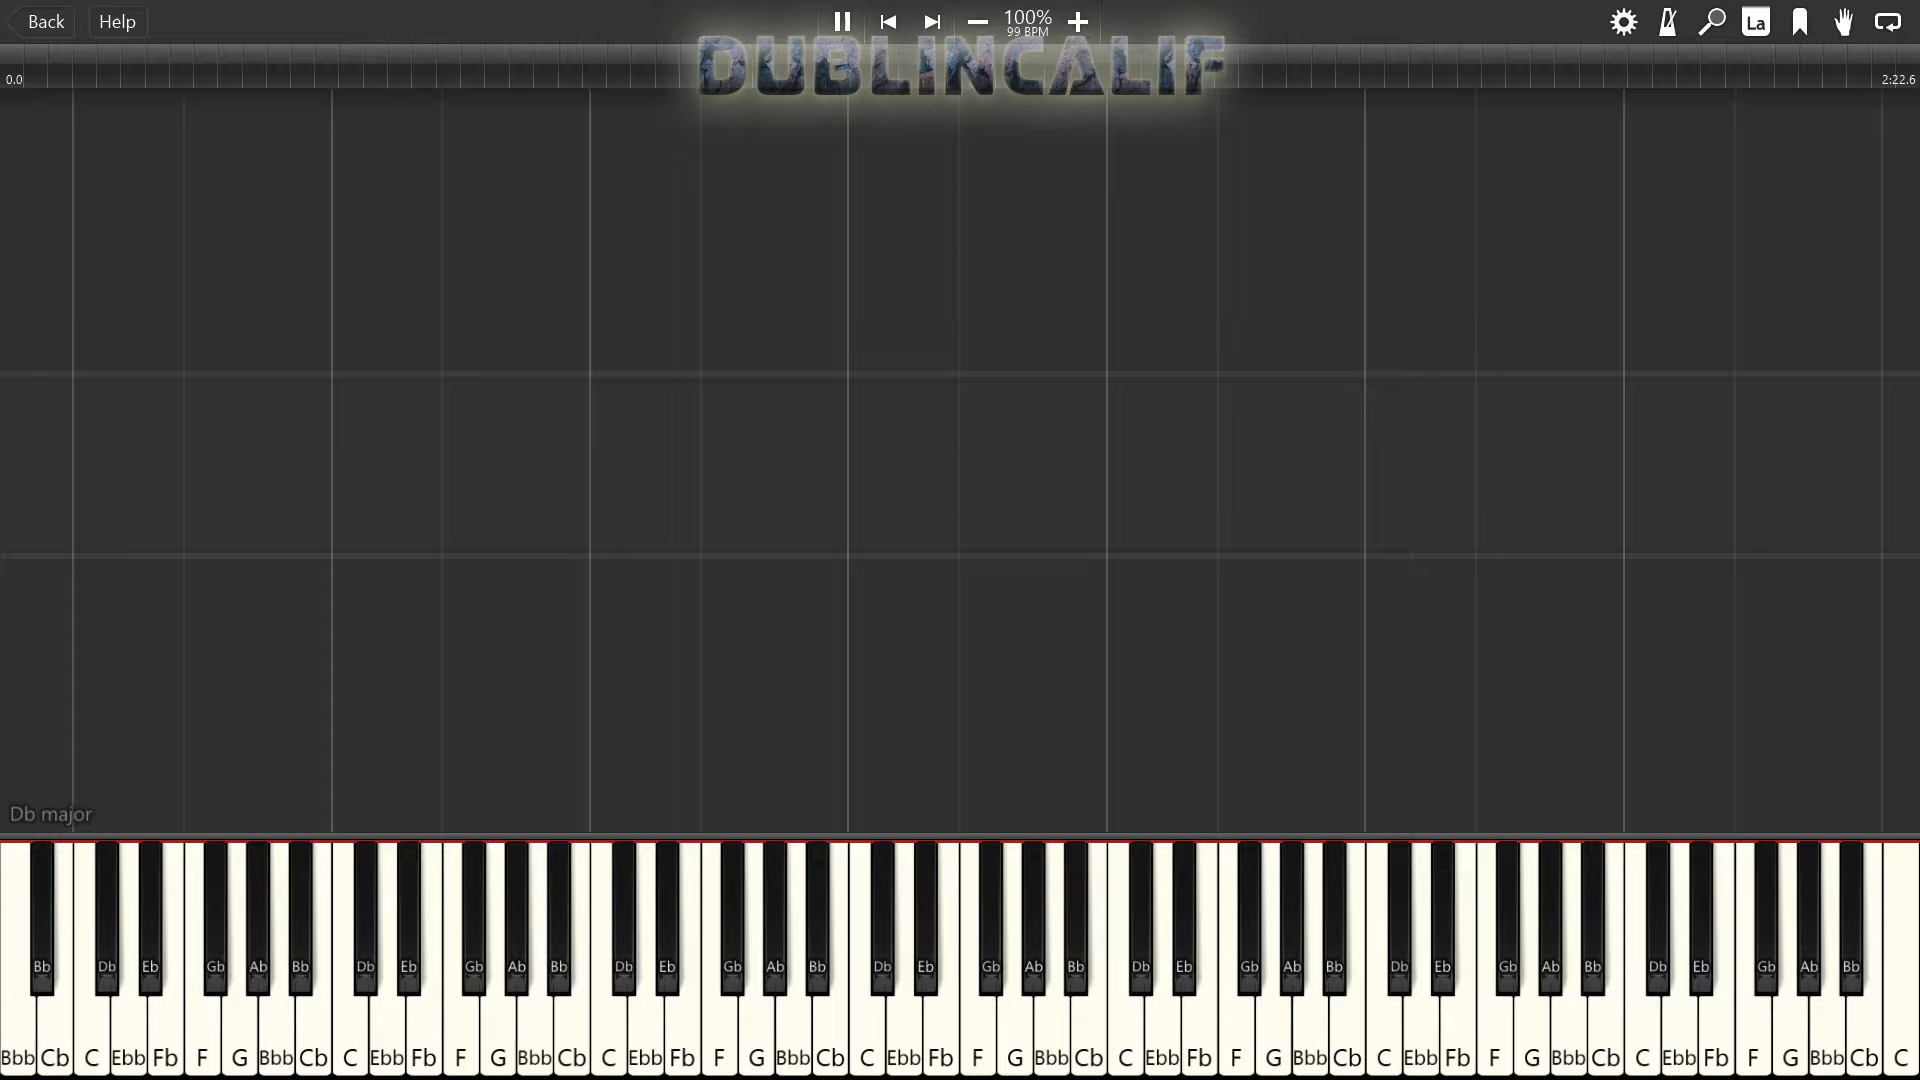 Back Help 100% La
99 BPM
DUBLINCALIF
0.0 2:22.6
Db major
Bb Db Eb Gb Ab Bb Db Eb Gb Ab Bb Db Eb Gb Ab Bb Db Eb Gb Ab Bb Db Eb Gb Ab Bb Db Eb Gb Ab Bb Db Eb Gb Ab Bb
Bbb Cb C Ebb Fb F G Bbb Cb C Ebb Fb F G Bbb Cb C Ebb Fb F G Bbb Cb C Ebb Fb F G Bbb Cb C Ebb Fb F G Bbb Cb C Ebb Fb F G Bbb Cb C Ebb Fb F G Bbb Cb C